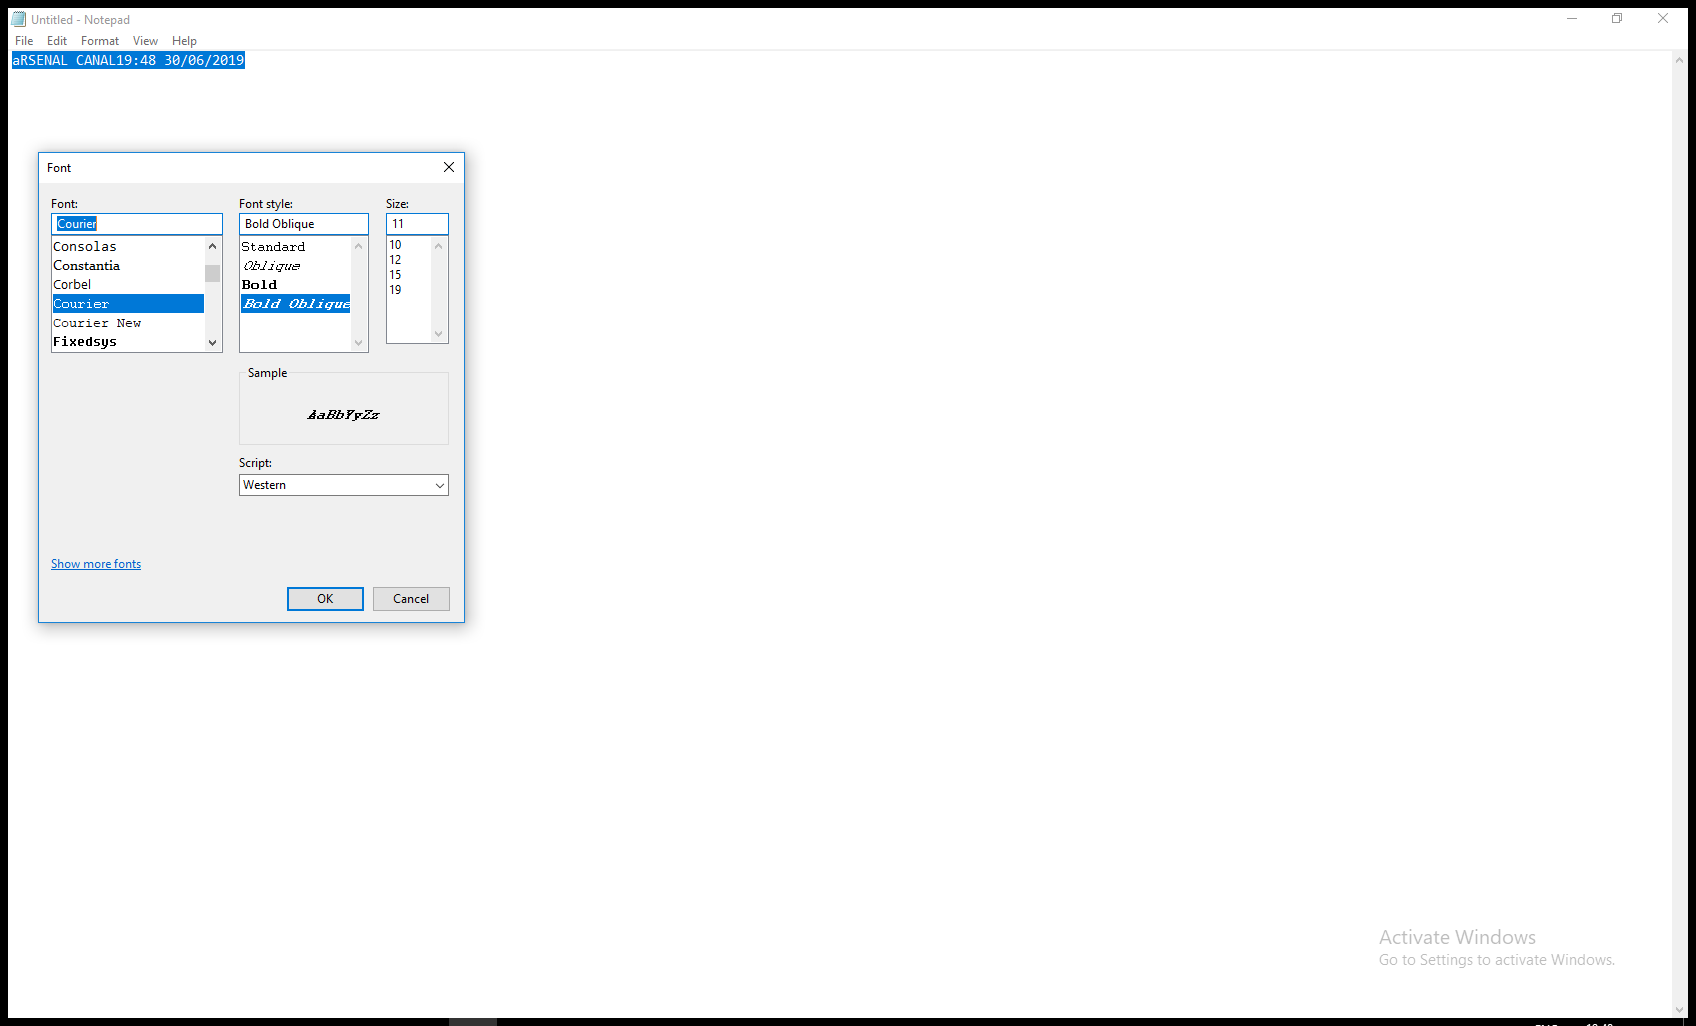 Untitled - Notepad
File Edit Format View Help
aRSENAL CANAL19:48 30/06/2019
Font
Font:
Courier
Consolas
Constantia
Corbel
Courier
Courier New
Fixedsys
Font style:
Bold Oblique
Standard
Oblique
Bold
Bold Oblique
Size:
11
10
12
15
19
Sample
AaBbYyZz
Script:
Western
Show more fonts
OK Cancel
Activate Windows
Go to Settings to activate Windows.